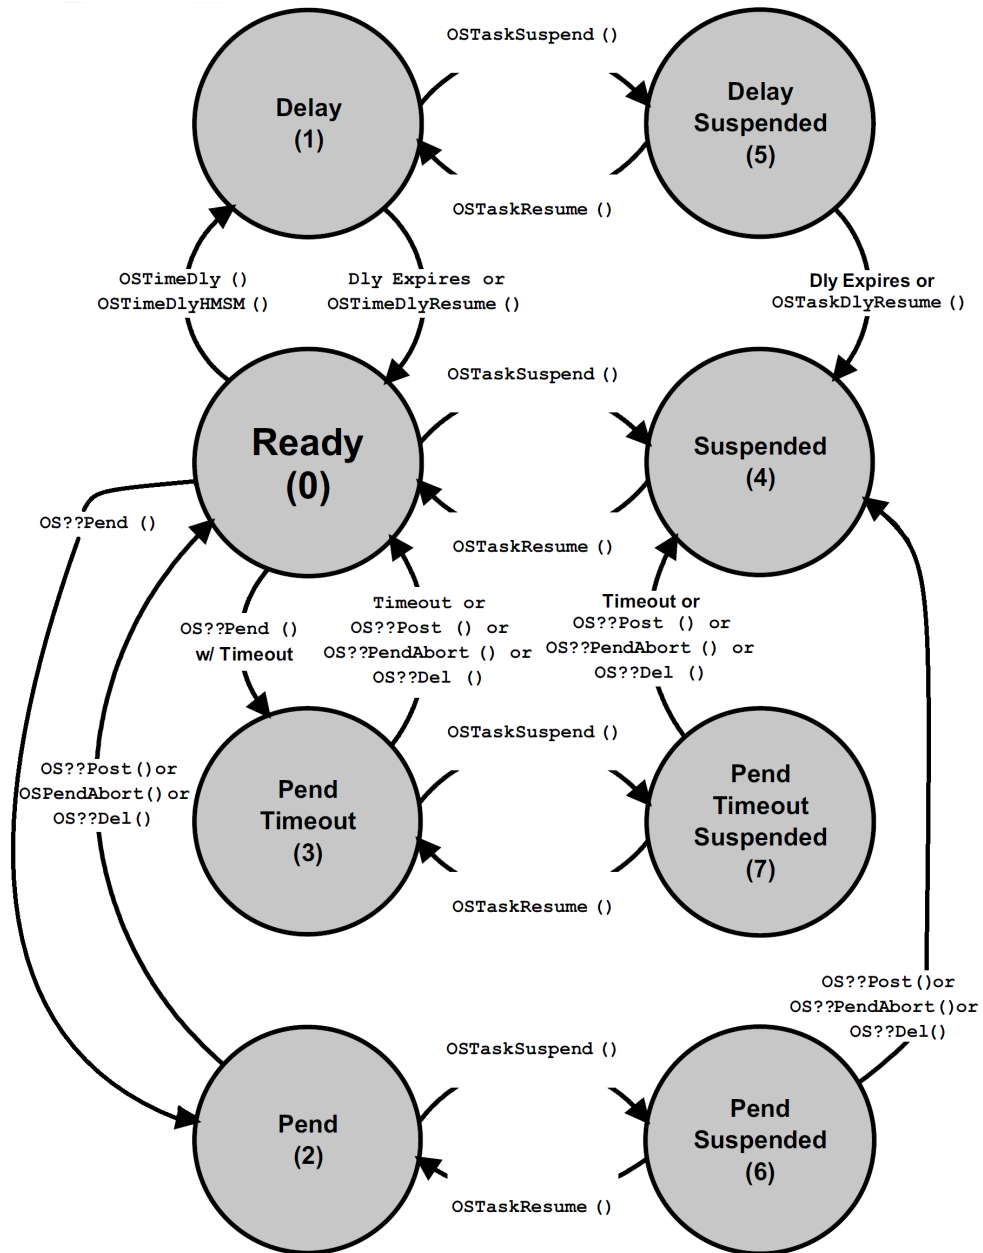 OSTaskSuspend ()
Delay
(1)
Delay
Suspended
(5)
OSTaskResume ()
OSTimeDly ()
OSTimeDlyHMSM ()
Dly Expires or
OSTimeDlyResume ()
Dly Expires or
OSTaskDlyResume ()
OSTaskSuspend ()
Ready
(0)
Suspended
(4)
OS??Pend ()
OSTaskResume ()
OS??Pend ()
w/ Timeout
Timeout or
OS??Post () or
OS??PendAbort () or
OS??Del ()
Timeout or
OS??Post () or
OS??PendAbort () or
OS??Del ()
OSTaskSuspend ()
OS??Post()or
OSPendAbort()or
OS??Del()
Pend
Timeout
(3)
Pend
Timeout
Suspended
(7)
OSTaskResume ()
OS??Post()or
OS??PendAbort()or
OS??Del()
OSTaskSuspend ()
Pend
(2)
Pend
Suspended
(6)
OSTaskResume ()